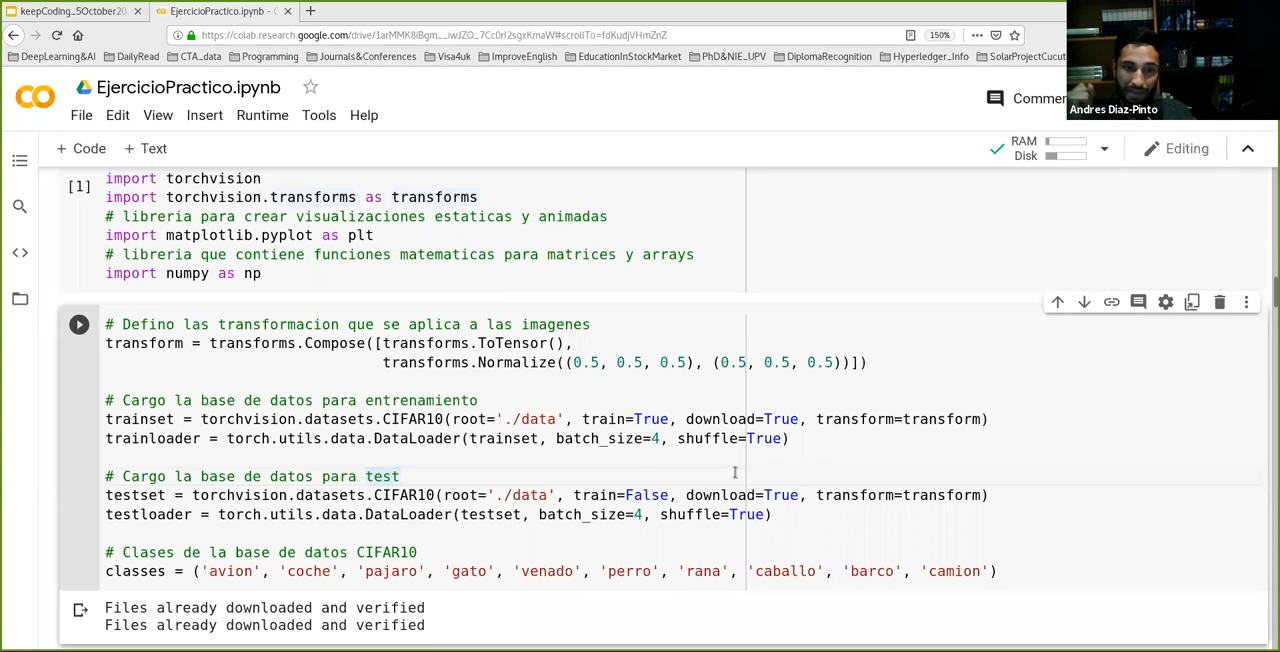 keepCoding_5October20
EjercicioPractico.ipynb - C
https://colab.research.google.com/drive/
150%
DeepLearning&AI
DailyRead
CTA_data
Programming
Journals&Conferences
Visa4uk
ImproveEnglish
EducationInStockMarket
PhD&NIE_UPV
DiplomaRecognition
Hyperledger_Info
SolarProjectCucut
Andres Diaz-Pinto
EjercicioPractico.ipynb
File Edit View Insert Runtime Tools Help
Commen
+ Code + Text
RAM
Disk
Editing
[1]
import torchvision
import torchvision.transforms as transforms
# libreria para crear visualizaciones estaticas y animadas
import matplotlib.pyplot as plt
# libreria que contiene funciones matematicas para matrices y arrays
import numpy as np
# Defino las transformacion que se aplica a las imagenes
transform = transforms.Compose([transforms.ToTensor(),
transforms.Normalize((0.5, 0.5, 0.5), (0.5, 0.5, 0.5))])
# Cargo la base de datos para entrenamiento
trainset = torchvision.datasets.CIFAR10(root='./data', train=True, download=True, transform=transform)
trainloader = torch.utils.data.DataLoader(trainset, batch_size=4, shuffle=True)
# Cargo la base de datos para test
testset = torchvision.datasets.CIFAR10(root='./data', train=False, download=True, transform=transform)
testloader = torch.utils.data.DataLoader(testset, batch_size=4, shuffle=True)
# Clases de la base de datos CIFAR10
classes = ('avion', 'coche', 'pajaro', 'gato', 'venado', 'perro', 'rana', 'caballo', 'barco', 'camion')
Files already downloaded and verified
Files already downloaded and verified